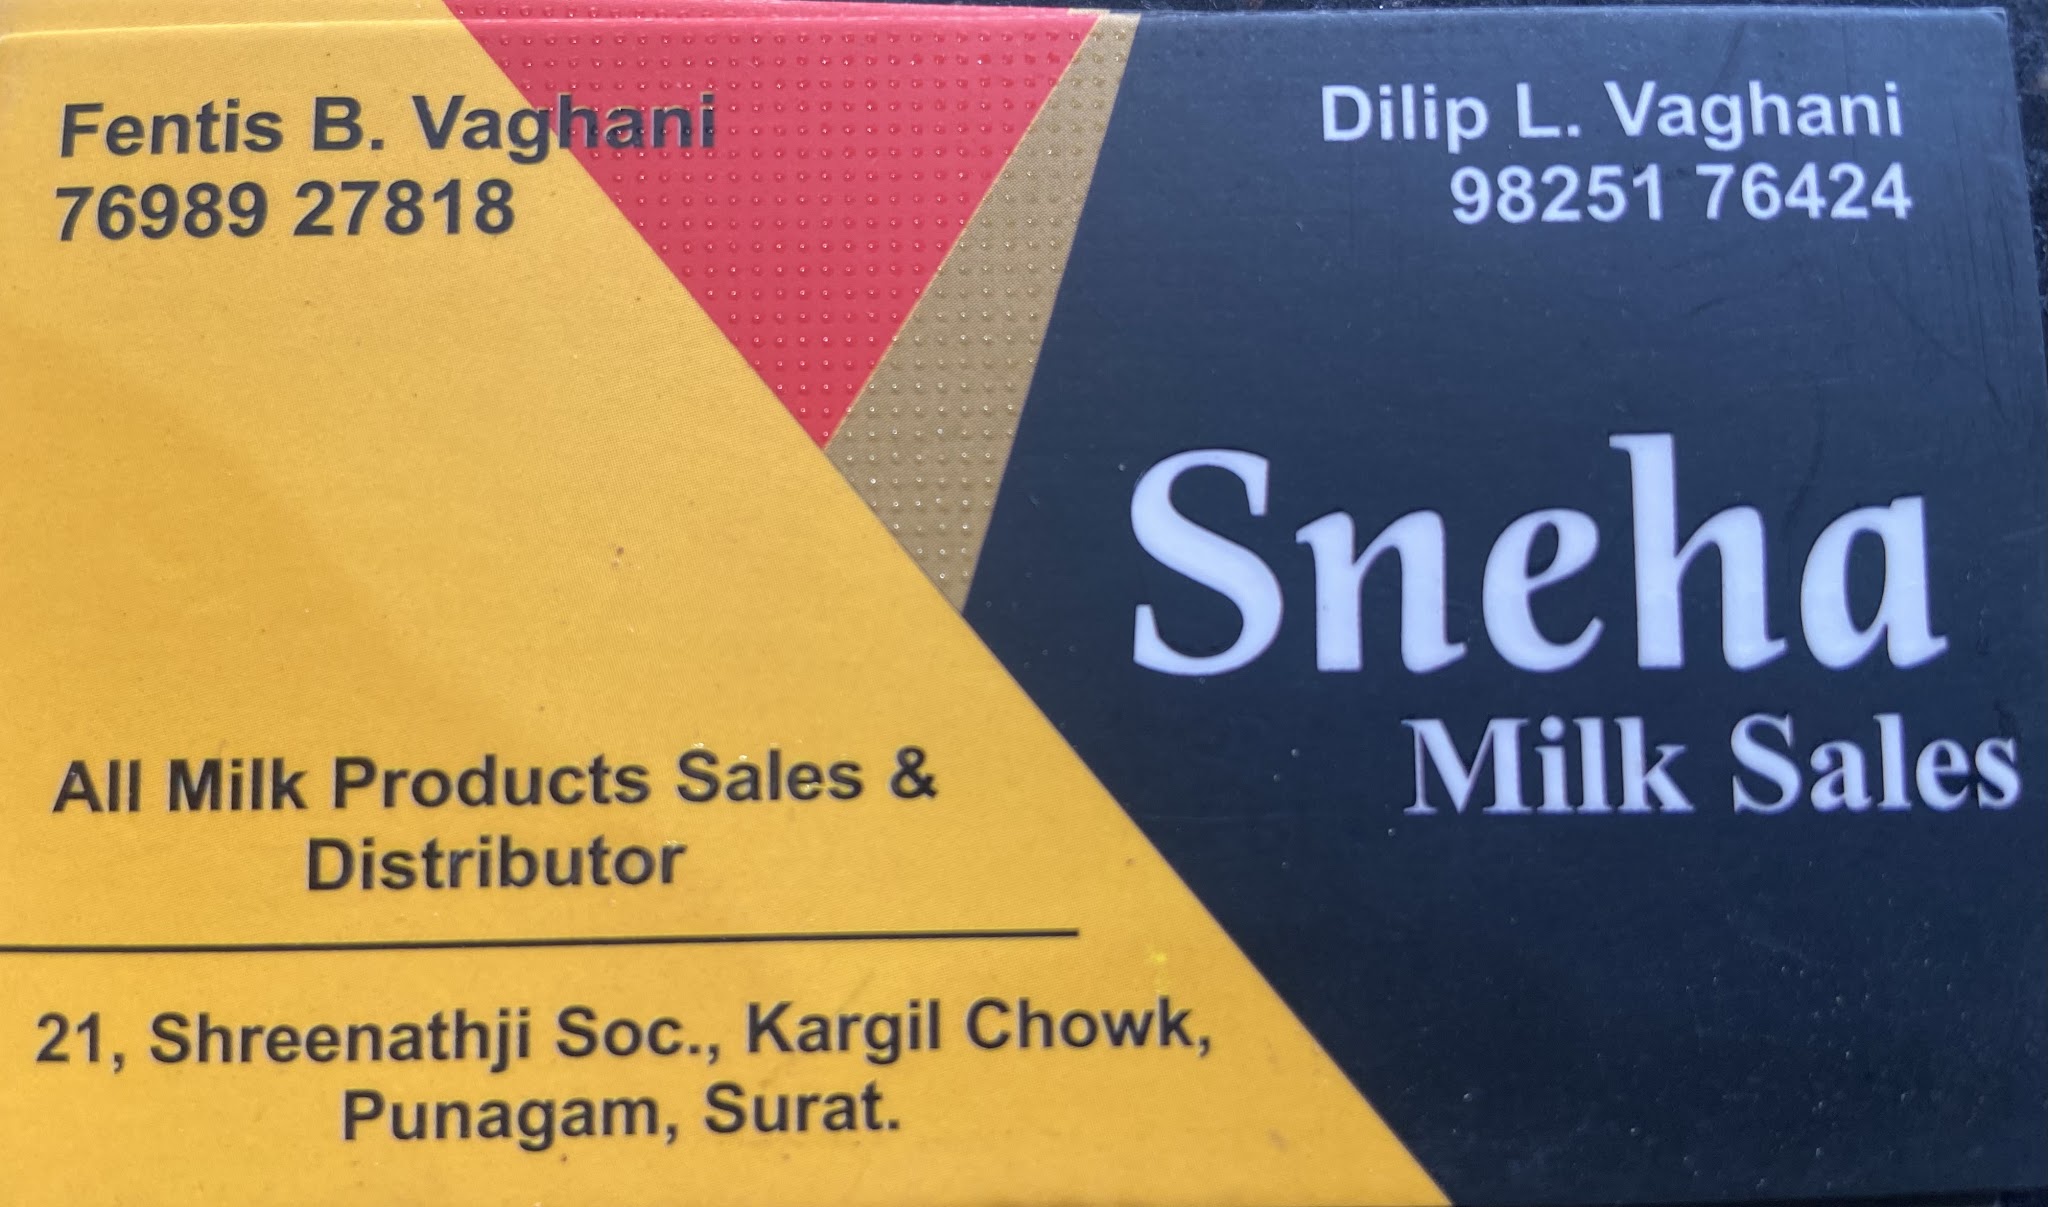 Fentis B. Vaghani
76989 27818
Dilip L. Vaghani
98251 76424
Sneha
Milk Sales
All Milk Products Sales &
Distributor
21, Shreenathji Soc., Kargil Chowk,
Punagam, Surat.